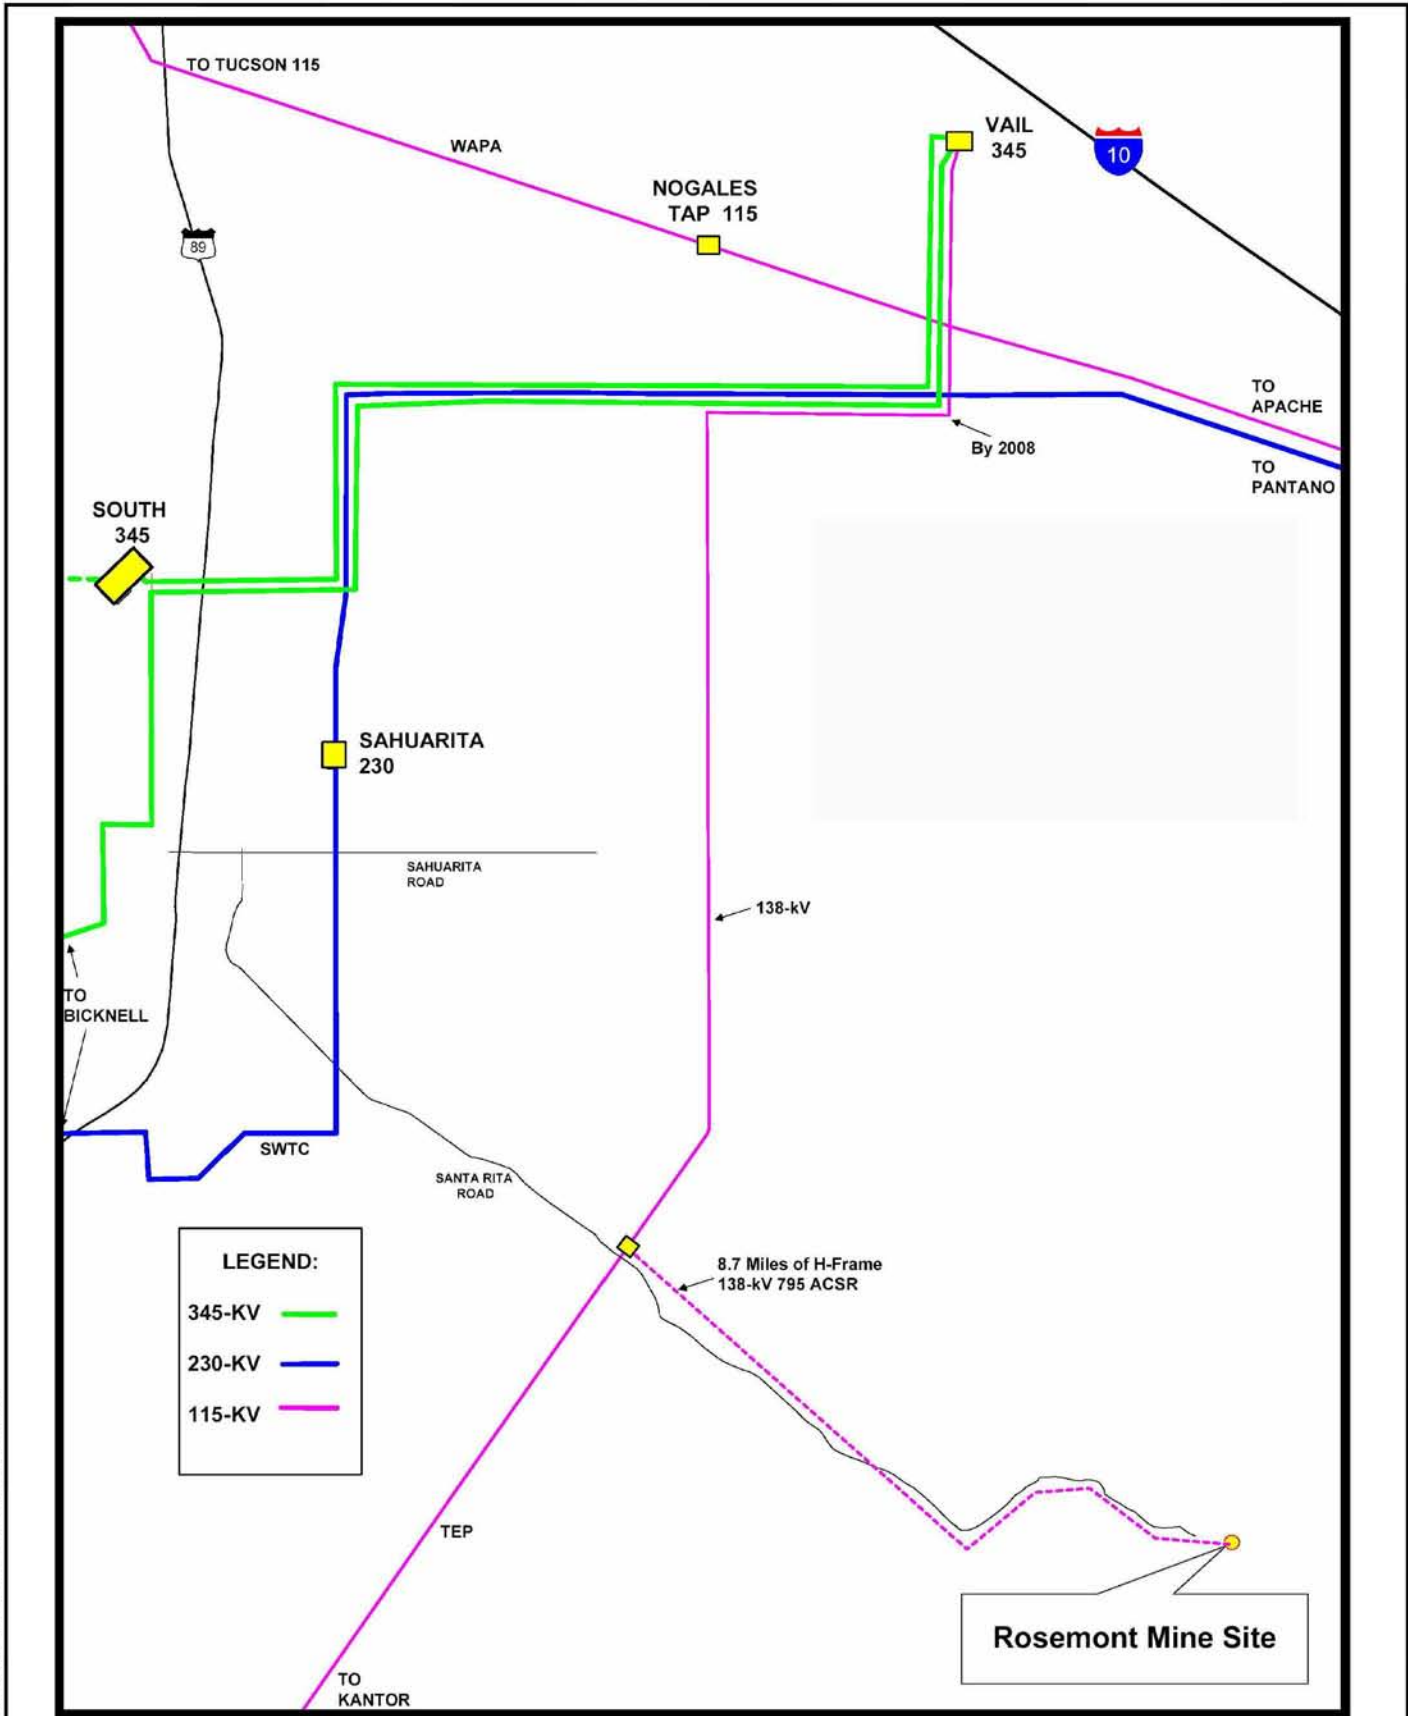 TO TUCSON 115
WAPA
VAIL
345
10
NOGALES
TAP 115
89
TO
APACHE
By 2008
TO
PANTANO
SOUTH
345
SAHUARITA
230
SAHUARITA
ROAD
138-kV
TO
BICKNELL
SWTC
SANTA RITA
ROAD
LEGEND:
345-KV
230-KV
115-KV
8.7 Miles of H-Frame
138-kV 795 ACSR
TEP
Rosemont Mine Site
TO
KANTOR